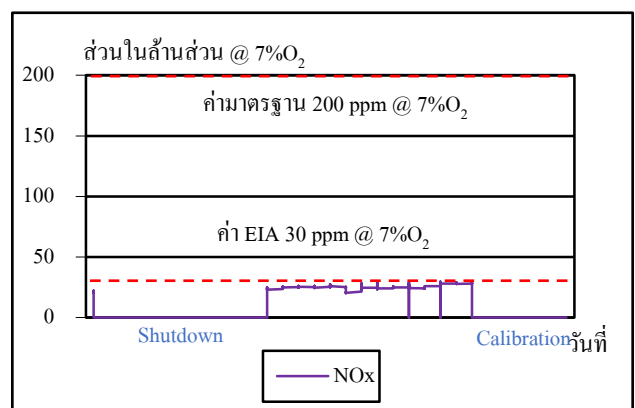 ส่วนในล้านส่วน @ 7%O₂
200
ค่ามาตรฐาน 200 ppm @ 7%O₂
150
100
ค่า EIA 30 ppm @ 7%O₂
50
0
Shutdown
Calibration
วันที่
NOx